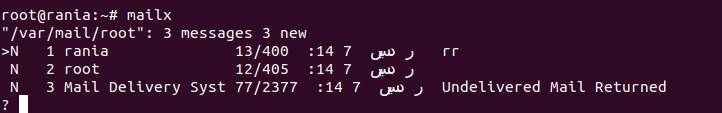 root@rania:~# mailx
"/var/mail/root": 3 messages 3 new
>N 1 rania 13/400 :14 7 rr
N 2 root 12/405 :14 7
N 3 Mail Delivery Syst 77/2377 :14 7 Undelivered Mail Returned
?